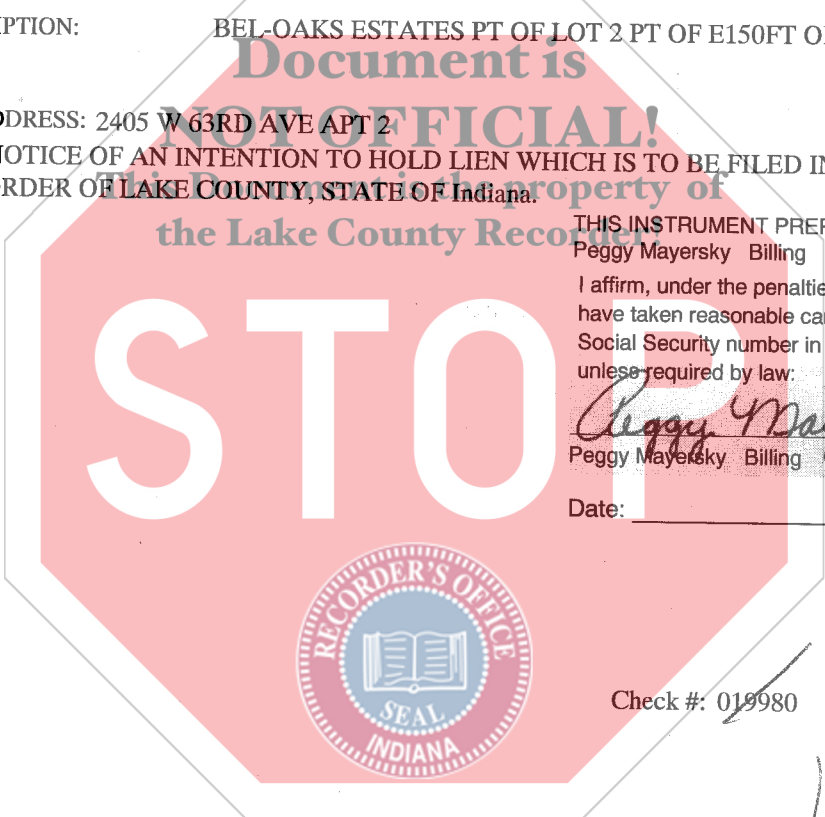 IPTION: BEL-OAKS ESTATES PT OF LOT 2 PT OF E150FT O
Document is
NOT OFFICIAL!
DDRESS: 2405 W 63RD AVE APT 2
NOTICE OF AN INTENTION TO HOLD LIEN WHICH IS TO BE FILED IN
This Document is the property of
RDER OF LAKE COUNTY, STATE OF Indiana.
the Lake County Recorder!
THIS INSTRUMENT PREP
Peggy Mayersky Billing
I affirm, under the penaltie
have taken reasonable ca
Social Security number in
unless required by law:
STOP
Peggy Ma
Peggy Mayersky Billing
Date:
RECORDER'S OFFICE
SEAL
INDIANA
Check #: 019980